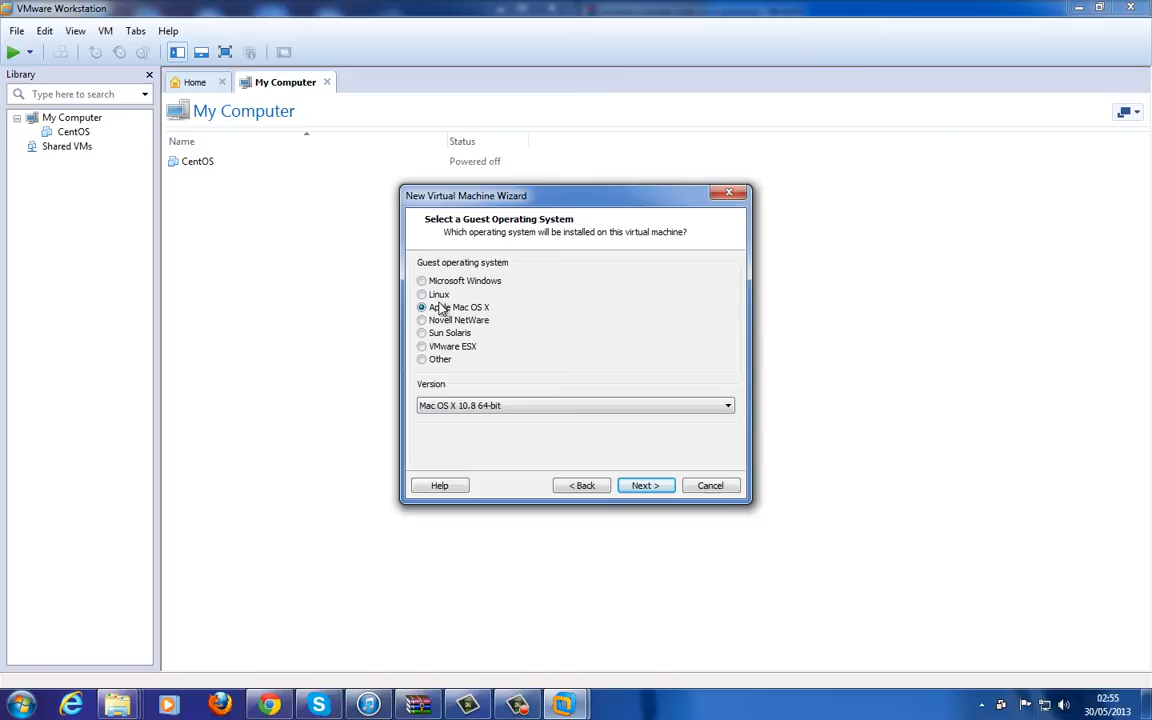 VMware Workstation
File Edit View VM Tabs Help
Library
Type here to search
My Computer
CentOS
Shared VMs
Home
My Computer
My Computer
Name Status
CentOS Powered off
New Virtual Machine Wizard
Select a Guest Operating System
Which operating system will be installed on this virtual machine?
Guest operating system
Microsoft Windows
Linux
Apple Mac OS X
Novell NetWare
Sun Solaris
VMware ESX
Other
Version
Mac OS X 10.8 64-bit
Help < Back Next > Cancel
02:55
30/05/2013